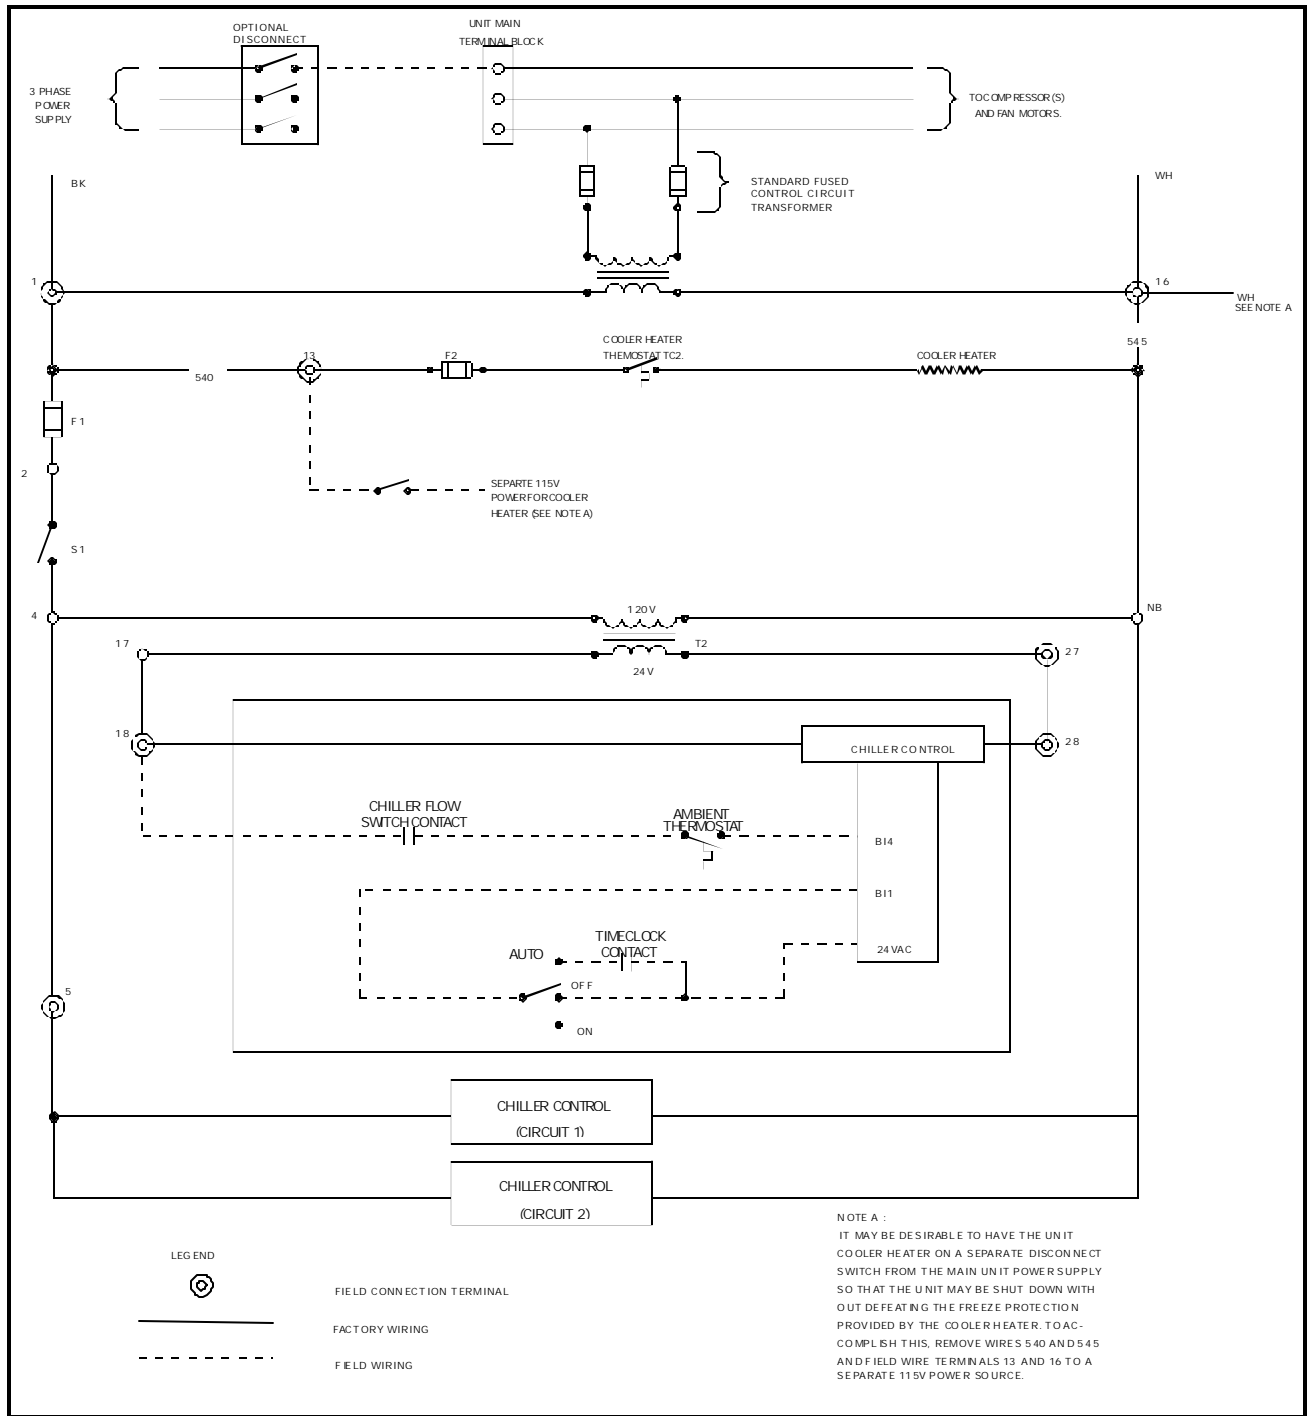 OPTIONAL
DISCONNECT
UNIT MAIN
TERMINAL BLOCK
3 PHASE
POWER
SUPPLY
TO COMPRESSOR(S)
AND FAN MOTORS.
BK
STANDARD FUSED
CONTROL CIRCUIT
TRANSFORMER
WH
1
16
WH
SEE NOTE A
545
13
F2
COOLER HEATER
THEMOSTAT TC2.
COOLER HEATER
540
F1
2
SEPARTE 115V
POWER FOR COOLER
HEATER (SEE NOTE A)
S1
4
120V
NB
17
T2
27
24V
18
CHILLER CONTROL
28
CHILLER FLOW
SWITCH CONTACT
AMBIENT
THERMOSTAT
BI4
BI1
TIMECLOCK
CONTACT
AUTO
24VAC
OFF
5
ON
CHILLER CONTROL
(CIRCUIT 1)
CHILLER CONTROL
(CIRCUIT 2)
LEGEND
FIELD CONNECTION TERMINAL
FACTORY WIRING
FIELD WIRING
NOTE A :
IT MAY BE DESIRABLE TO HAVE THE UNIT
COOLER HEATER ON A SEPARATE DISCONNECT
SWITCH FROM THE MAIN UNIT POWER SUPPLY
SO THAT THE UNIT MAY BE SHUT DOWN WITH
OUT DEFEATING THE FREEZE PROTECTION
PROVIDED BY THE COOLER HEATER. TO AC-
COMPLISH THIS, REMOVE WIRES 540 AND 545
AND FIELD WIRE TERMINALS 13 AND 16 TO A
SEPARATE 115V POWER SOURCE.